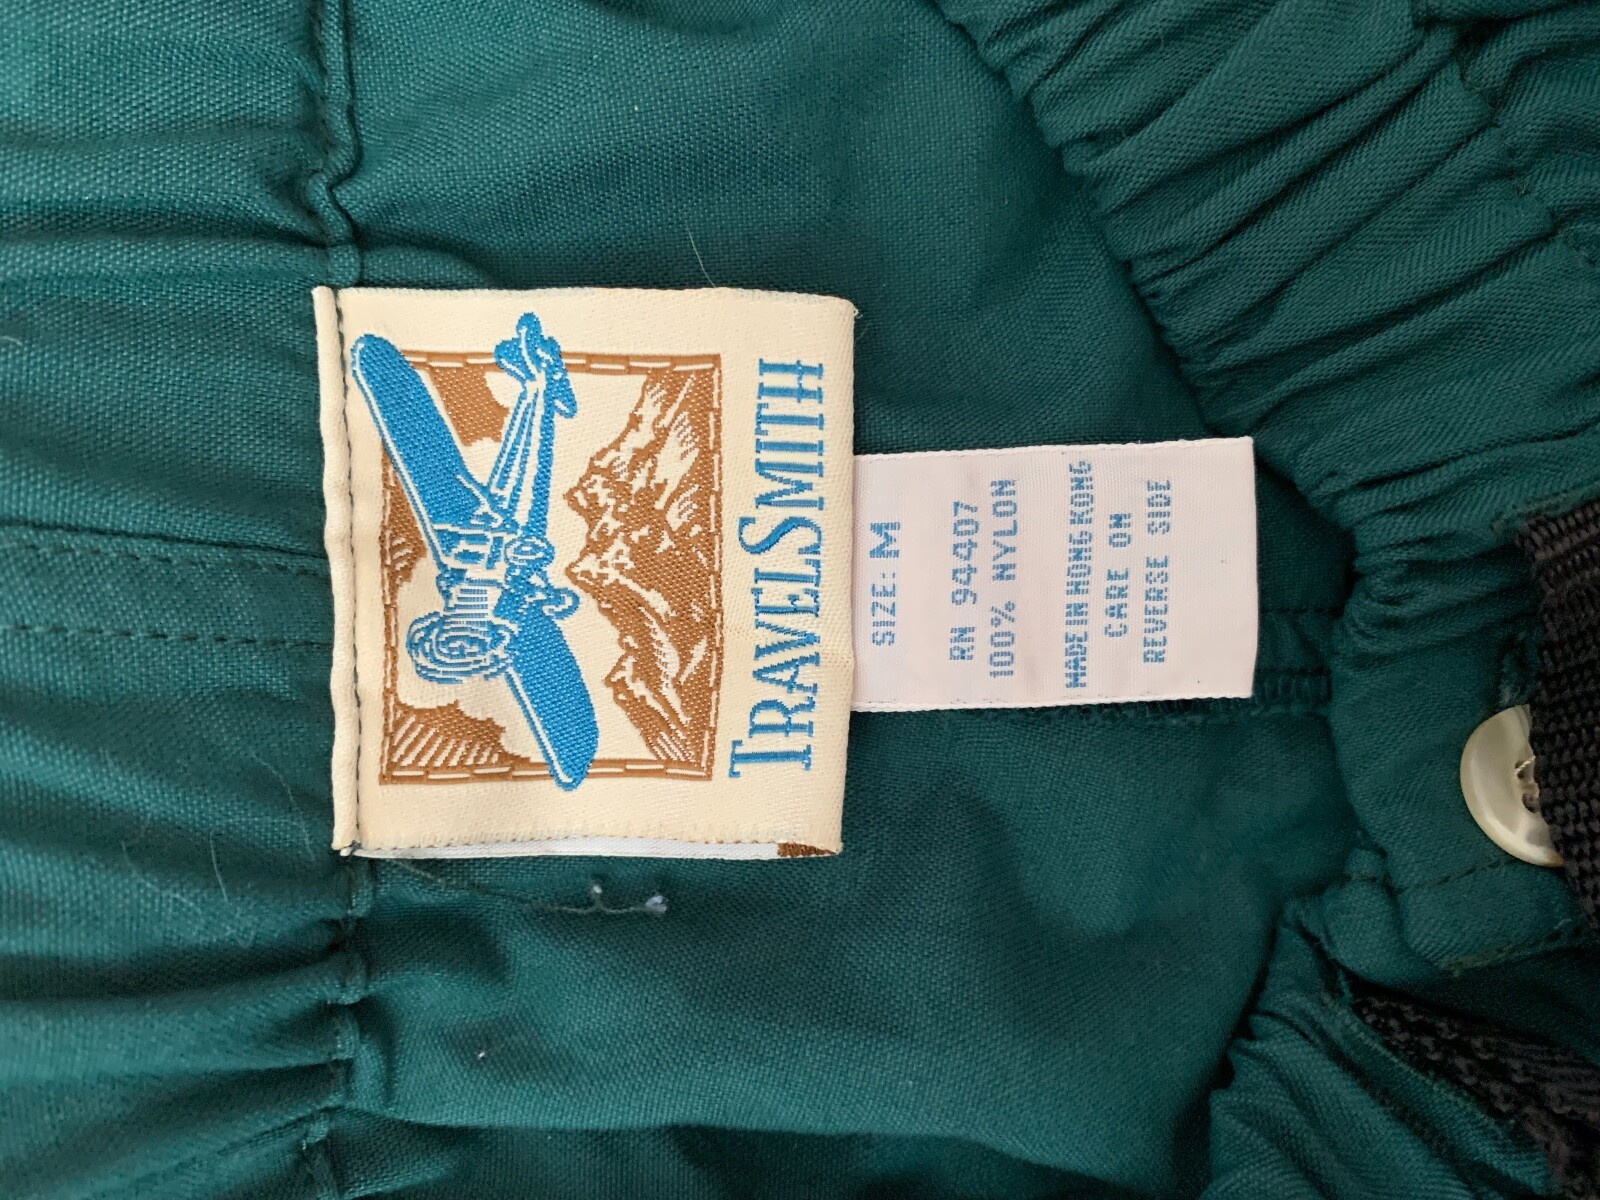 TRAVELSMITH
SIZE: M
RN 94407
100% NYLON
MADE IN HONG KONG
CARE ON
REVERSE SIDE